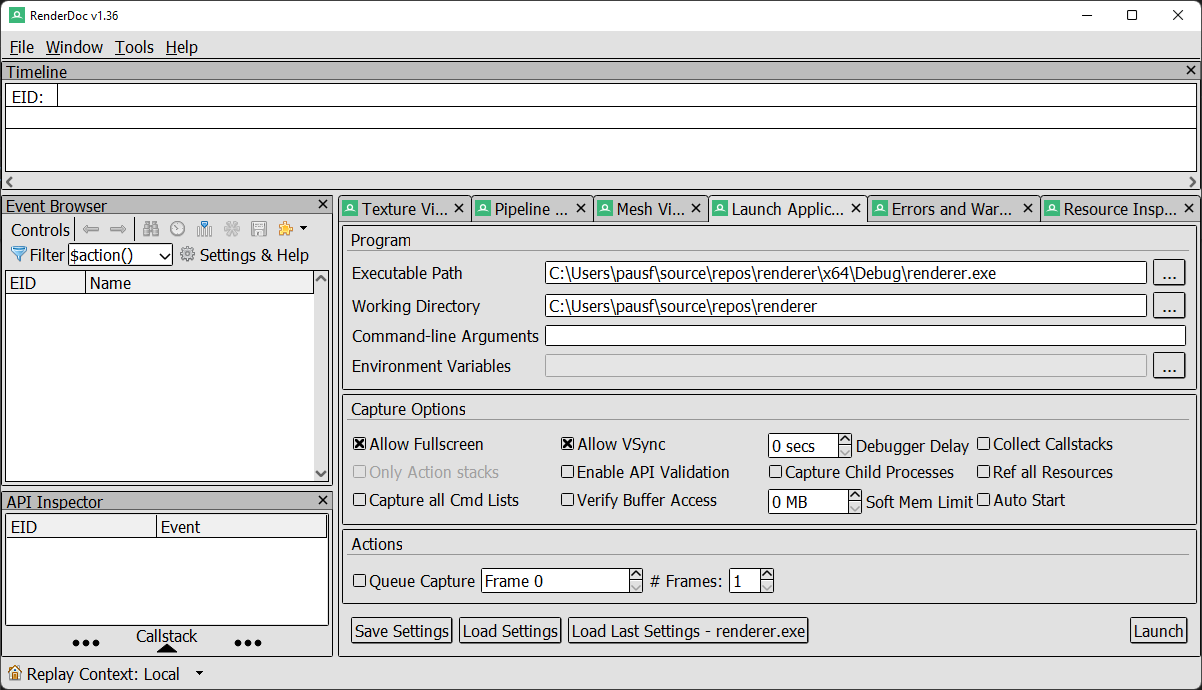 RenderDoc v1.36
File Window Tools Help
Timeline
EID:
Event Browser
Controls
Filter $action() Settings & Help
EID Name
API Inspector
EID Event
Callstack
Texture Vi... Pipeline ... Mesh Vi... Launch Applic... Errors and War... Resource Insp...
Program
Executable Path C:\Users\pausf\source\repos\renderer\x64\Debug\renderer.exe ...
Working Directory C:\Users\pausf\source\repos\renderer ...
Command-line Arguments
Environment Variables ...
Capture Options
Allow Fullscreen Allow VSync 0 secs Debugger Delay Collect Callstacks
Only Action stacks Enable API Validation Capture Child Processes Ref all Resources
Capture all Cmd Lists Verify Buffer Access 0 MB Soft Mem Limit Auto Start
Actions
Queue Capture Frame 0 # Frames: 1
Save Settings Load Settings Load Last Settings - renderer.exe Launch
Replay Context: Local